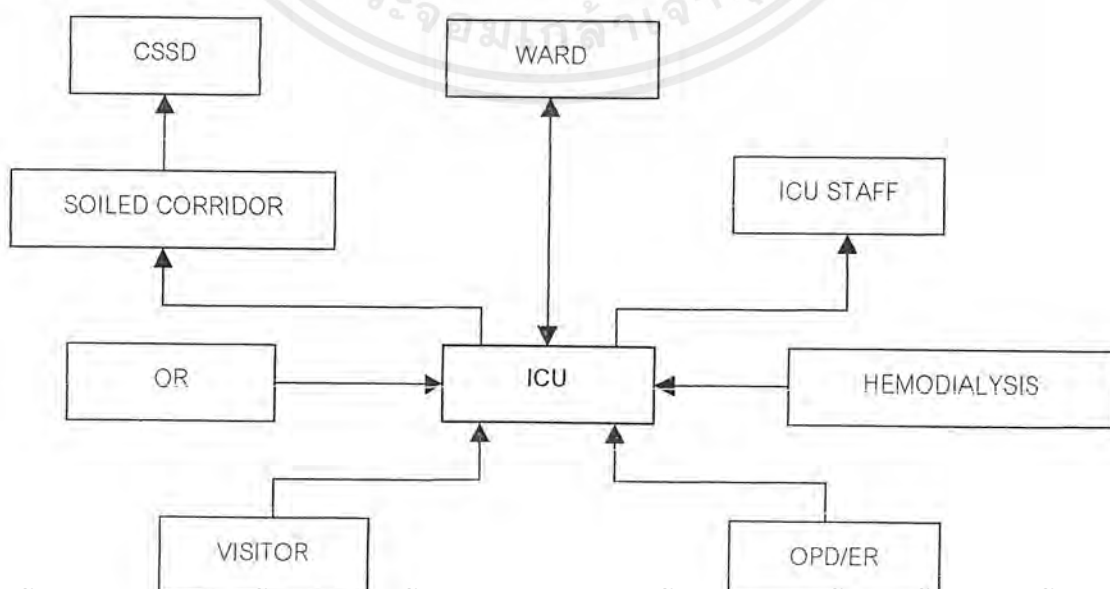 CSSD
WARD
SOILED CORRIDOR
ICU STAFF
OR
ICU
HEMODIALYSIS
VISITOR
OPD/ER